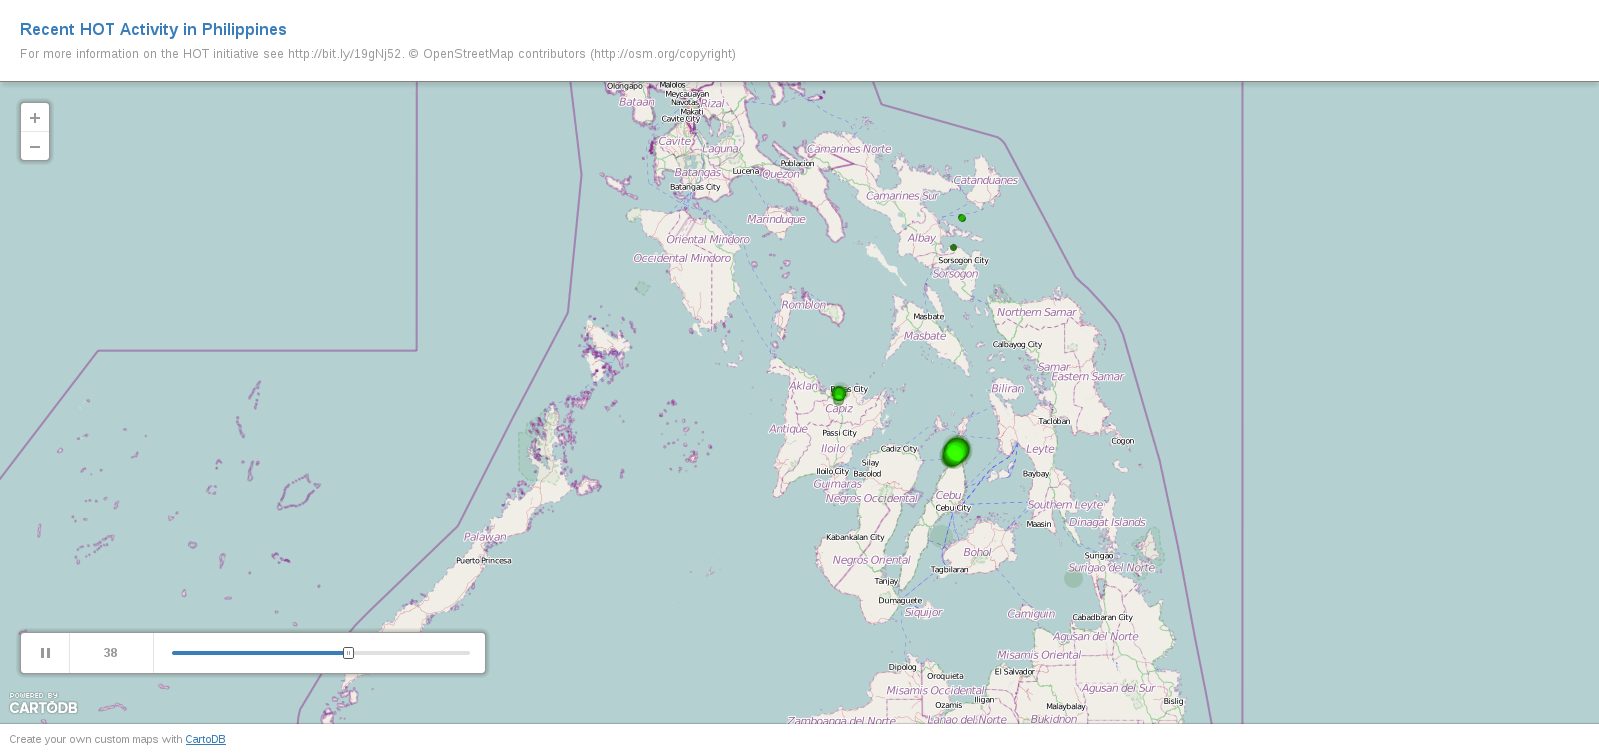 Recent HOT Activity in Philippines
For more information on the HOT initiative see http://bit.ly/19gNj52. © OpenStreetMap contributors (http://osm.org/copyright)
+
−
Olongapo
Malolos
Meycauayan
Bataan
Navotas
Rizal
Makati
Cavite City
Cavite
Laguna
Camarines Norte
Poblacion
Batangas
Lucena
Quezon
Batangas City
Catanduanes
Camarines Sur
Marinduque
Oriental Mindoro
Albay
Occidental Mindoro
Sorsogon City
Sorsogon
Romblon
Masbate
Northern Samar
Masbate
Calbayog City
Samar
Eastern Samar
Aklan
Biliran
Capiz
Tacloban
Antique
Passi City
Cogon
Iloilo
Cadiz City
Leyte
Silay
Iloilo City
Bacolod
Baybay
Guimaras
Negros Occidental
Cebu
Cebu City
Southern Leyte
Maasin
Dinagat Islands
Palawan
Kabankalan City
Puerto Princesa
Negros Oriental
Bohol
Surigao
Tagbilaran
Surigao del Norte
Tanjay
Dumaguete
Siquijor
Camiguin
Cabadbaran City
Agusan del Norte
Misamis Oriental
Dipolog
Oroquieta
El Salvador
Misamis Occidental
Agusan del Sur
Ozamis
Iligan
Malaybalay
Bislig
Zamboanga del Norte
Lanao del Norte
Bukidnon
38
POWERED BY
CARTODB
Create your own custom maps with CartoDB